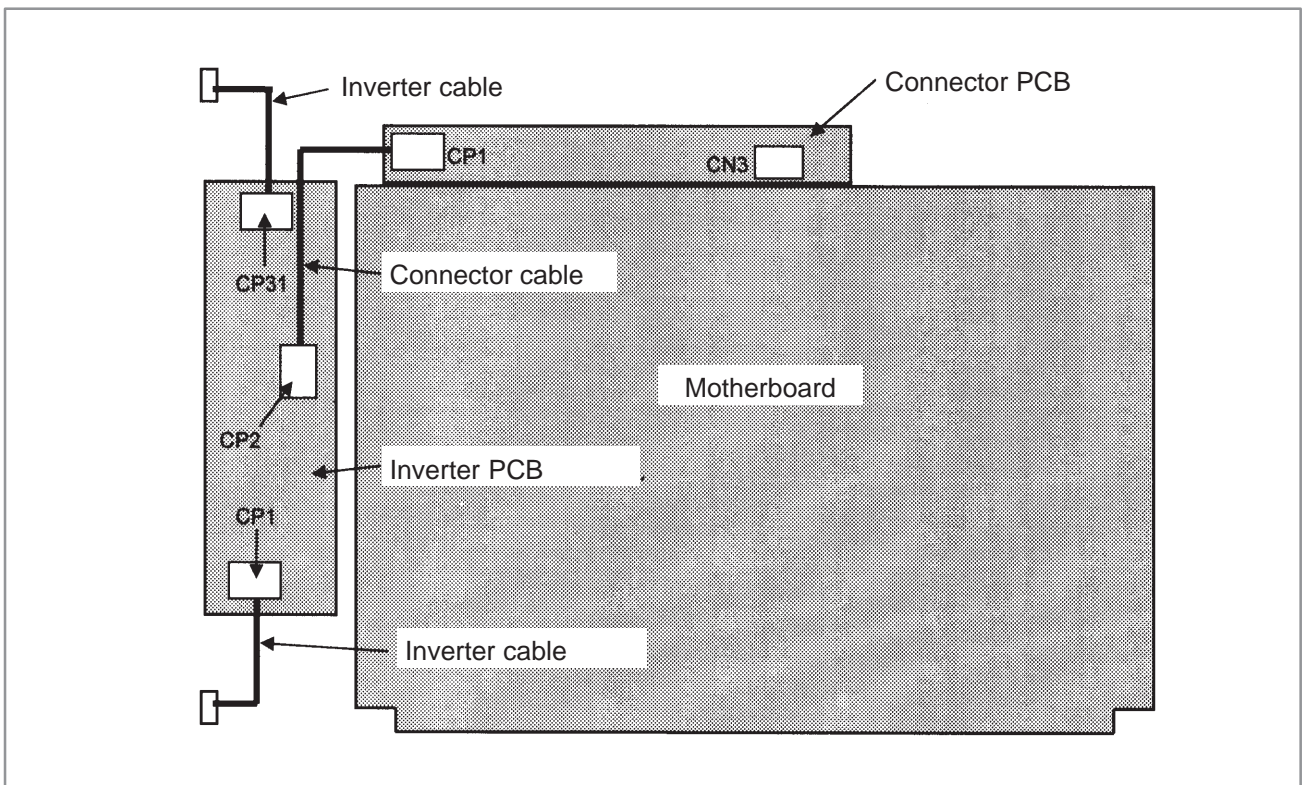 Inverter cable
Connector PCB
CP1
CN3
CP31
Connector cable
Motherboard
CP2
Inverter PCB
CP1
Inverter cable